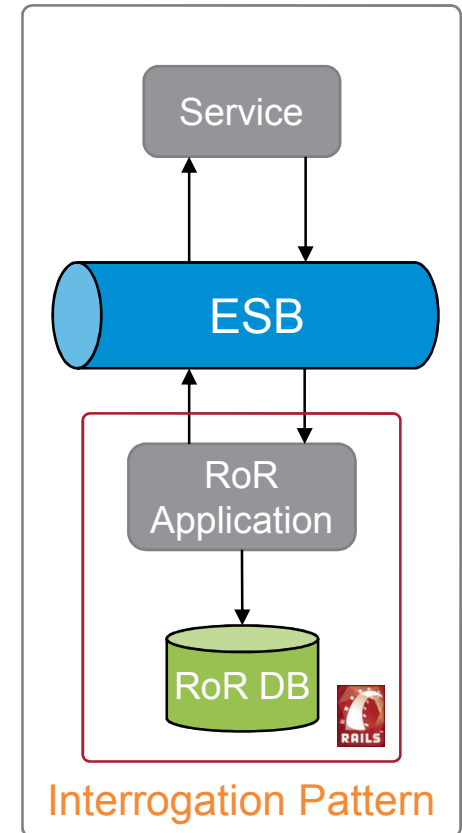 Service
ESB
RoR
Application
RoR DB
RAILS
Interrogation Pattern